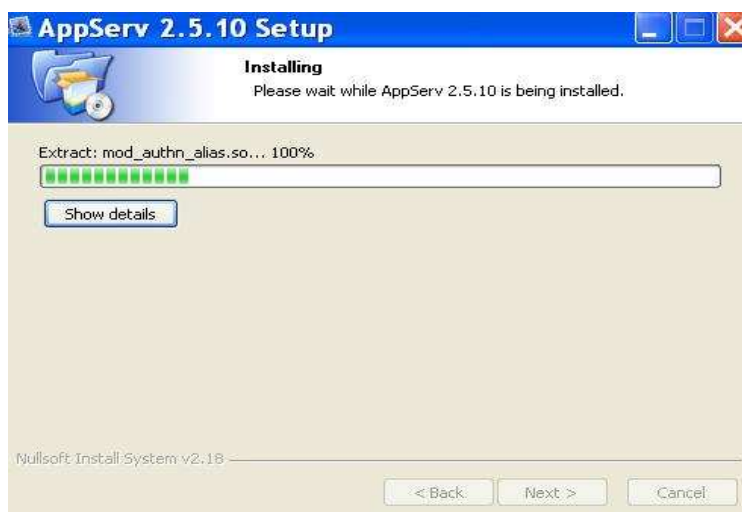 AppServ 2.5.10 Setup
Installing
Please wait while AppServ 2.5.10 is being installed.
Extract: mod_authn_alias.so... 100%
Show details
Nullsoft Install System v2.18
< Back
Next >
Cancel